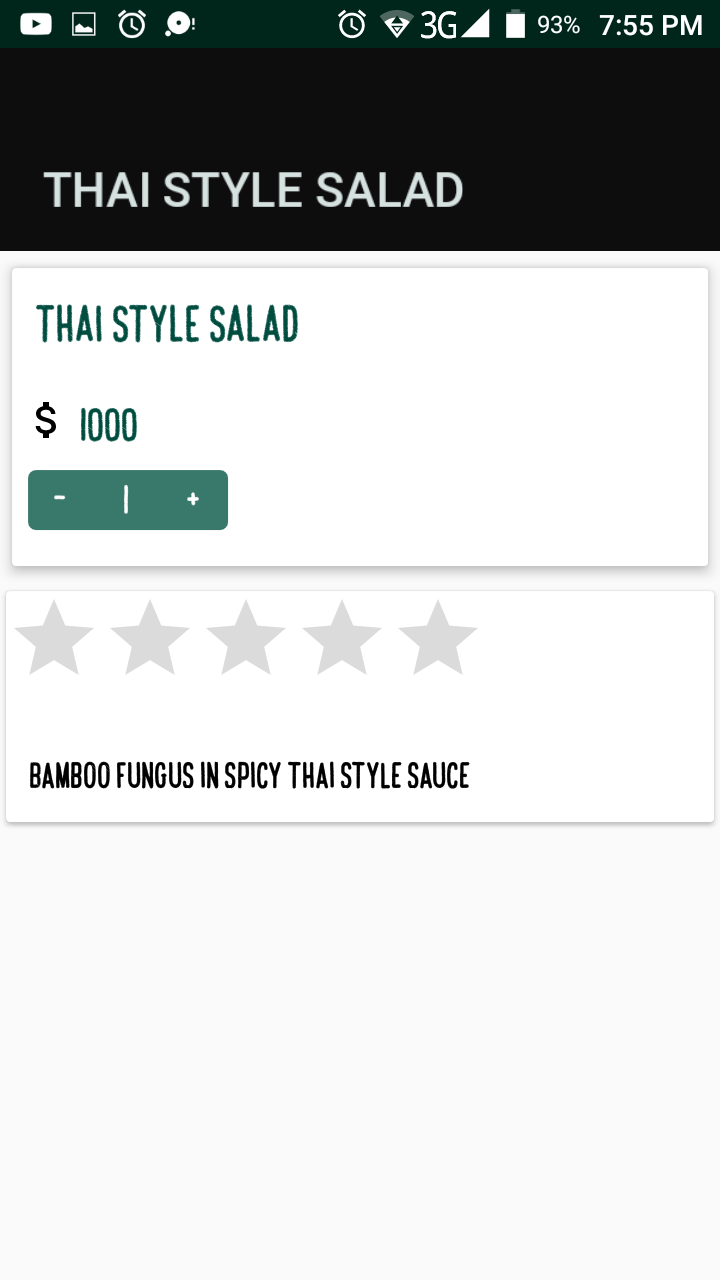 3G 93% 7:55 PM
THAI STYLE SALAD
THAI STYLE SALAD
$ 1000
- 1 +
BAMBOO FUNGUS IN SPICY THAI STYLE SAUCE